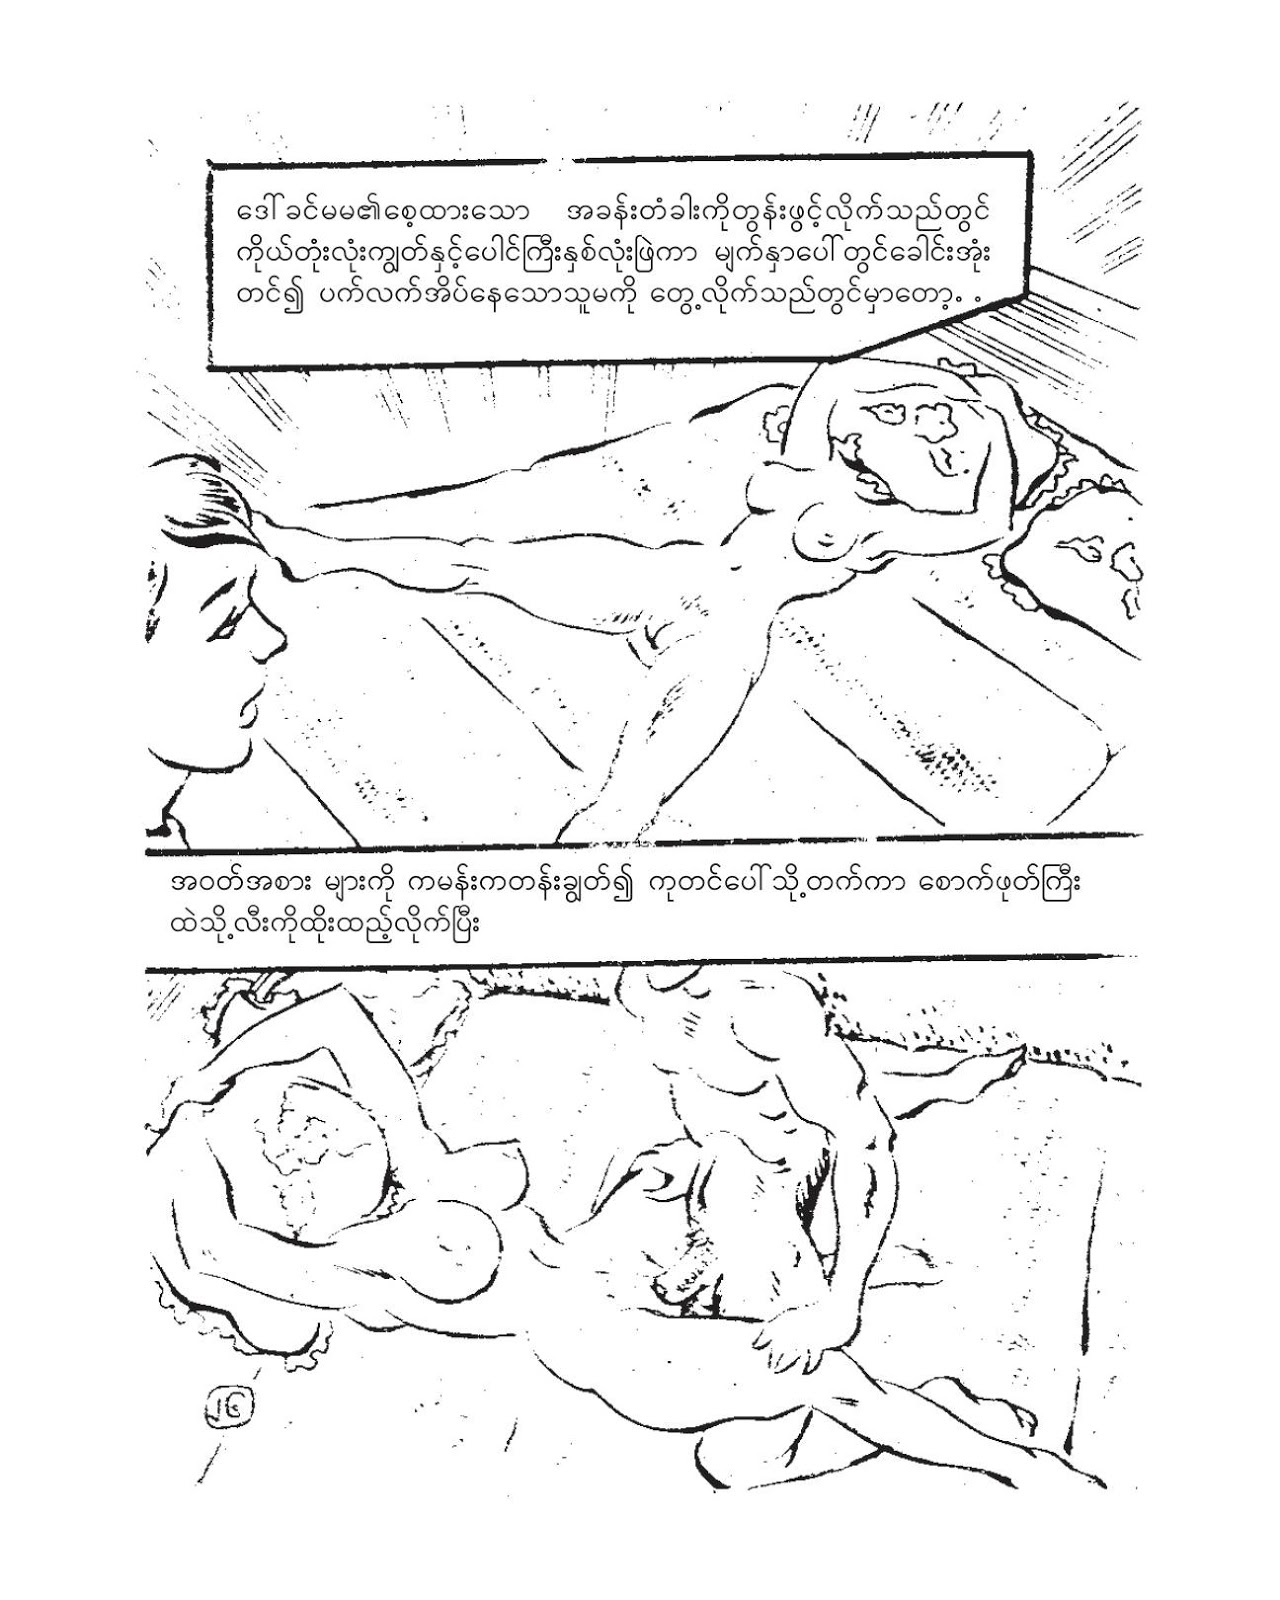 ဒေါ်ခင်မမ၏စေ့ထားသော အခန်းတံခါးကိုတွန်းဖွင့်လိုက်သည်တွင်
ကိုယ်တုံးလုံးကျွတ်နှင့်ပေါင်ကြီးနှစ်လုံးဖြဲကာ မျက်နှာပေါ်တွင်ခေါင်းအုံး
တင်၍ ပက်လက်အိပ်နေသောသူမကို တွေ့လိုက်သည်တွင်မှာတော့. .
အဝတ်အစား များကို ကမန်းကတန်းချွတ်၍ ကုတင်ပေါ်သို့တက်ကာ စောက်ဖုတ်ကြီး
ထဲသို့လီးကိုထိုးထည့်လိုက်ပြီး
၂၆